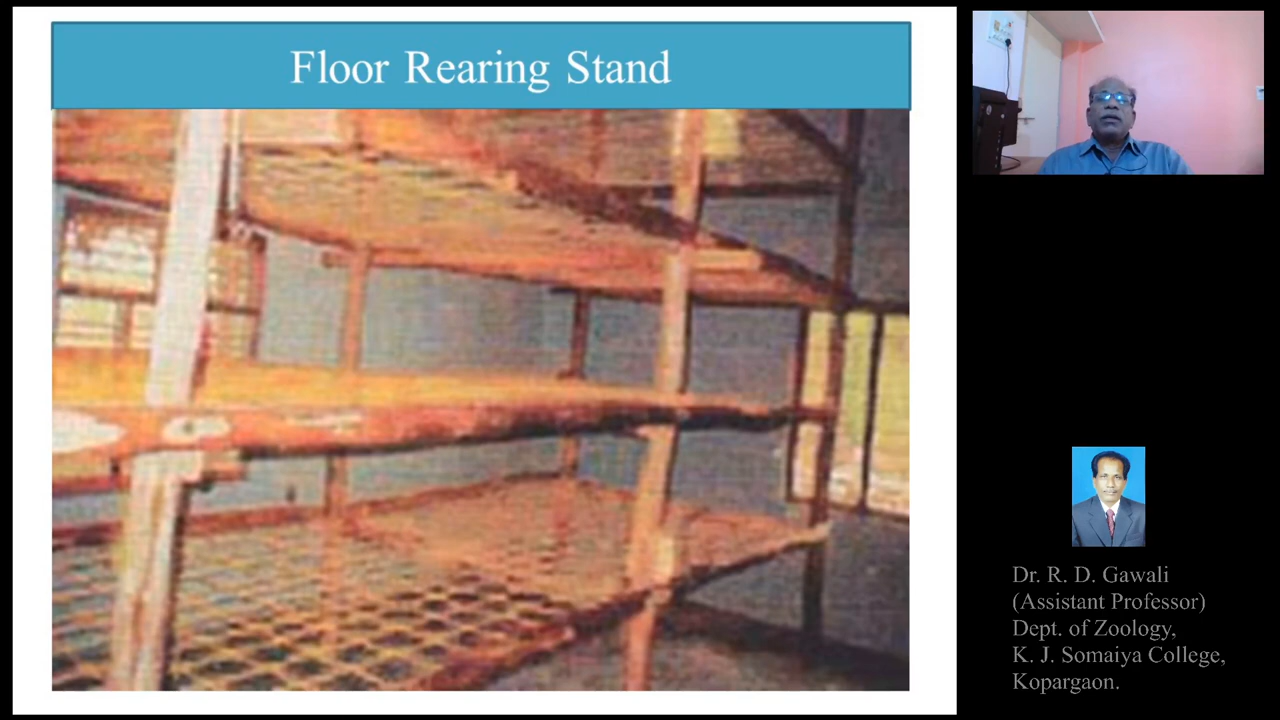 Floor Rearing Stand
Dr. R. D. Gawali
(Assistant Professor)
Dept. of Zoology,
K. J. Somaiya College,
Kopargaon.